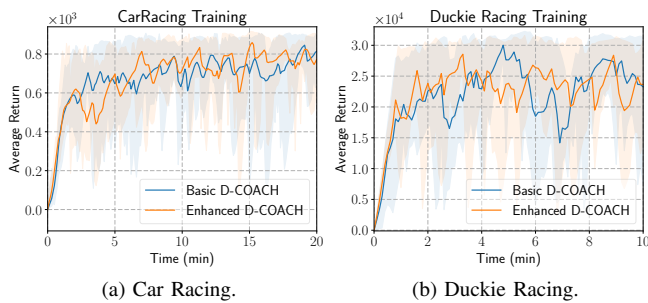 CarRacing Training
×10³
0.8
0.6
0.4
0.2
0.0
Average Return
0 5 10 15 20
Time (min)
Basic D-COACH
Enhanced D-COACH
(a) Car Racing.
Duckie Racing Training
×10⁴
3.0
2.5
2.0
1.5
1.0
0.5
0.0
Average Return
0 2 4 6 8 10
Time (min)
Basic D-COACH
Enhanced D-COACH
(b) Duckie Racing.